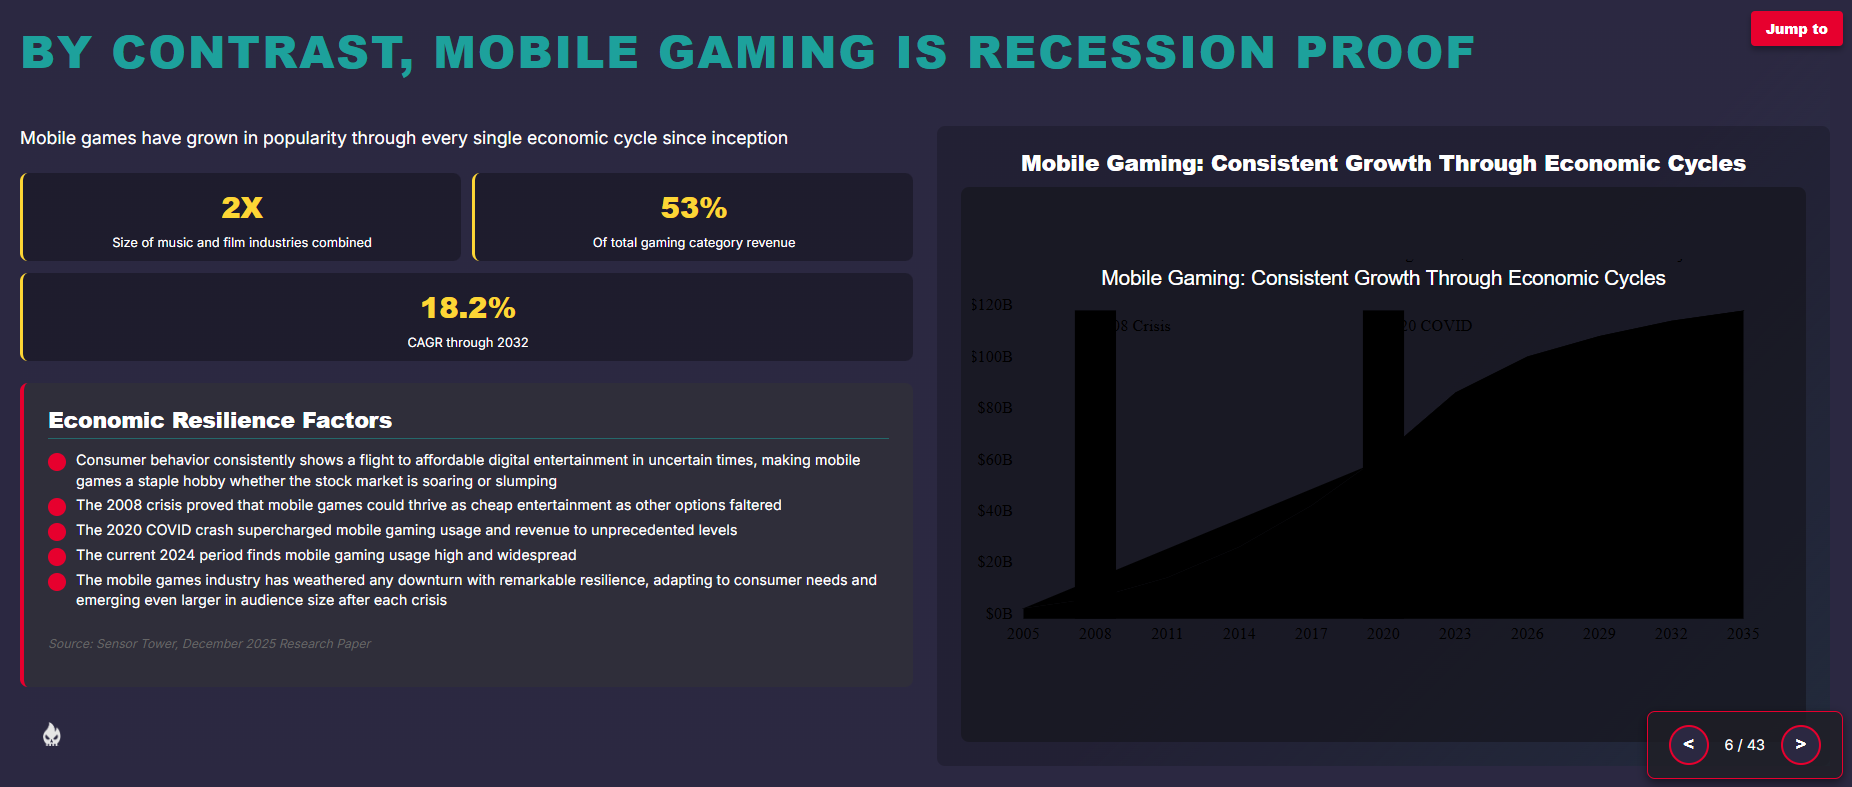 BY CONTRAST, MOBILE GAMING IS RECESSION PROOF
Jump to
Mobile games have grown in popularity through every single economic cycle since inception
2X
Size of music and film industries combined
53%
Of total gaming category revenue
18.2%
CAGR through 2032
Economic Resilience Factors
Consumer behavior consistently shows a flight to affordable digital entertainment in uncertain times, making mobile
games a staple hobby whether the stock market is soaring or slumping
The 2008 crisis proved that mobile games could thrive as cheap entertainment as other options faltered
The 2020 COVID crash supercharged mobile gaming usage and revenue to unprecedented levels
The current 2024 period finds mobile gaming usage high and widespread
The mobile games industry has weathered any downturn with remarkable resilience, adapting to consumer needs and
emerging even larger in audience size after each crisis
Source: Sensor Tower, December 2025 Research Paper
Mobile Gaming: Consistent Growth Through Economic Cycles
Mobile Gaming: Consistent Growth Through Economic Cycles
$120B
08 Crisis
20 COVID
$100B
$80B
$60B
$40B
$20B
$0B
2005 2008 2011 2014 2017 2020 2023 2026 2029 2032 2035
< 6 / 43 >